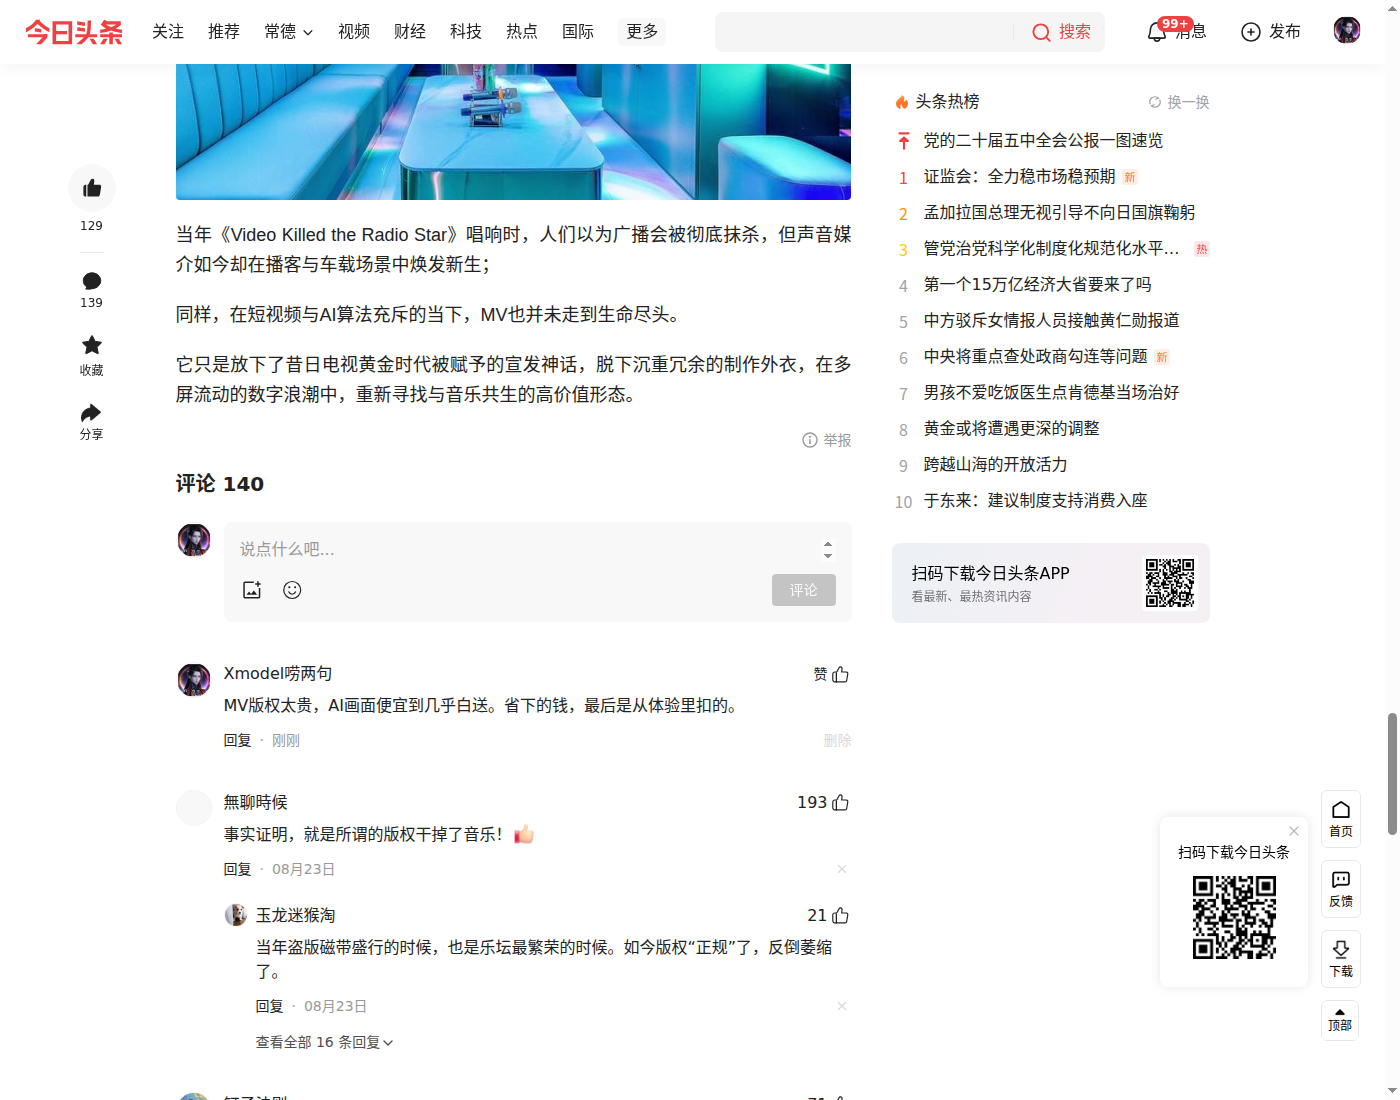 今日头条
关注 推荐 常德 视频 财经 科技 热点 国际 更多
搜索
99+
消息
发布
129
139
收藏
分享
当年《Video Killed the Radio Star》唱响时，人们以为广播会被彻底抹杀，但声音媒
介如今却在播客与车载场景中焕发新生；
同样，在短视频与AI算法充斥的当下，MV也并未走到生命尽头。
它只是放下了昔日电视黄金时代被赋予的宣发神话，脱下沉重冗余的制作外衣，在多
屏流动的数字浪潮中，重新寻找与音乐共生的高价值形态。
举报
评论 140
说点什么吧...
评论
Xmodel唠两句
赞
MV版权太贵，AI画面便宜到几乎白送。省下的钱，最后是从体验里扣的。
回复 · 刚刚
删除
無聊時候
193
事实证明，就是所谓的版权干掉了音乐！
回复 · 08月23日
玉龙迷猴淘
21
当年盗版磁带盛行的时候，也是乐坛最繁荣的时候。如今版权“正规”了，反倒萎缩
了。
回复 · 08月23日
查看全部 16 条回复
头条热榜
换一换
党的二十届五中全会公报一图速览
1 证监会：全力稳市场稳预期 新
2 孟加拉国总理无视引导不向日国旗鞠躬
3 管党治党科学化制度化规范化水平... 热
4 第一个15万亿经济大省要来了吗
5 中方驳斥女情报人员接触黄仁勋报道
6 中央将重点查处政商勾连等问题 新
7 男孩不爱吃饭医生点肯德基当场治好
8 黄金或将遭遇更深的调整
9 跨越山海的开放活力
10 于东来：建议制度支持消费入座
扫码下载今日头条APP
看最新、最热资讯内容
扫码下载今日头条
首页
反馈
下载
顶部